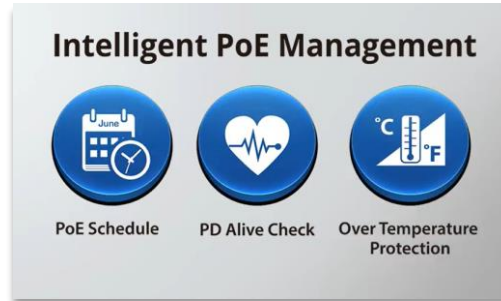 Intelligent PoE Management
June
°C
°F
PoE Schedule
PD Alive Check
Over Temperature
Protection